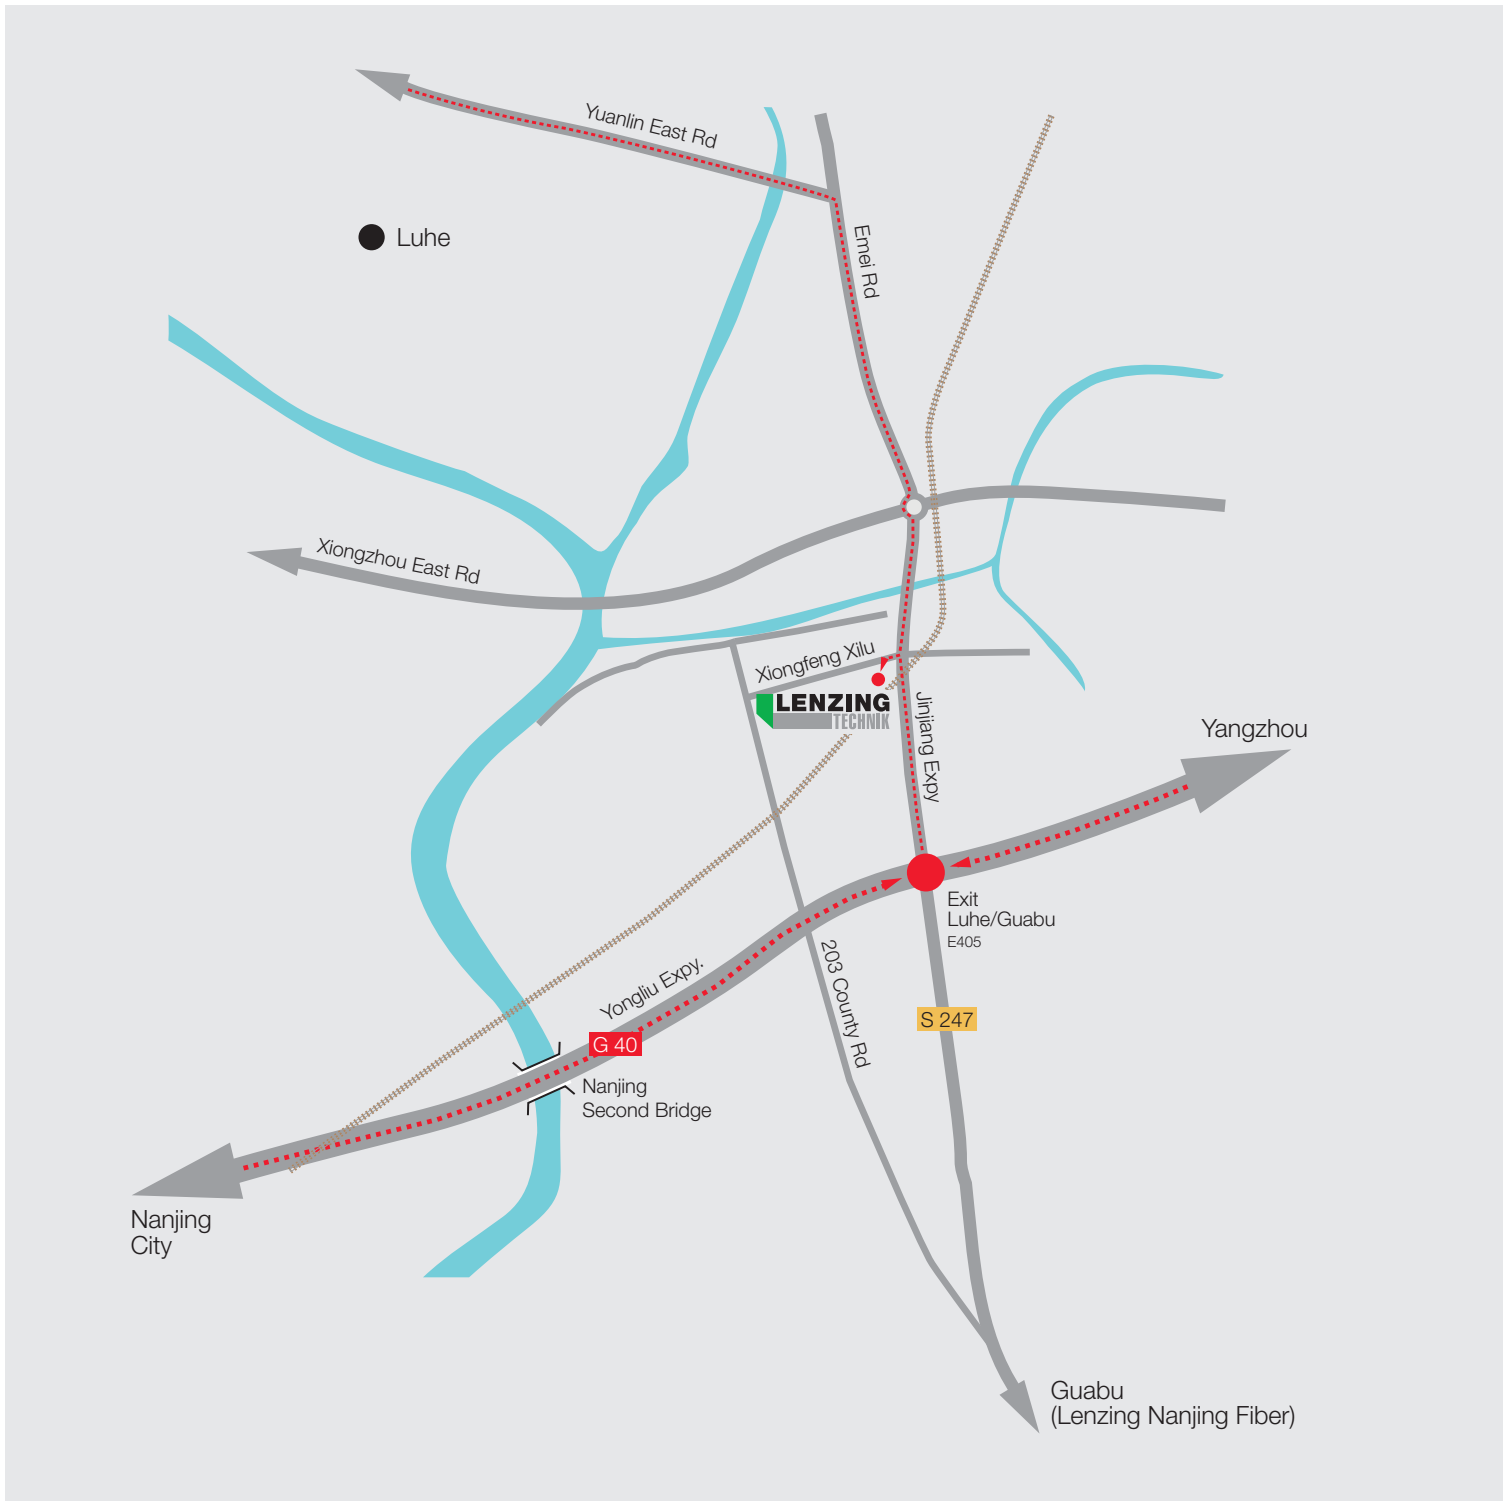 Yuanlin East Rd
Luhe
Emei Rd
Xiongzhou East Rd
Xiongfeng Xilu
LENZING
TECHNIK
Jinjiang Expy
Yangzhou
Exit
Luhe/Guabu
E405
203 County Rd
Yongliu Expy.
S 247
G 40
Nanjing
Second Bridge
Nanjing
City
Guabu
(Lenzing Nanjing Fiber)